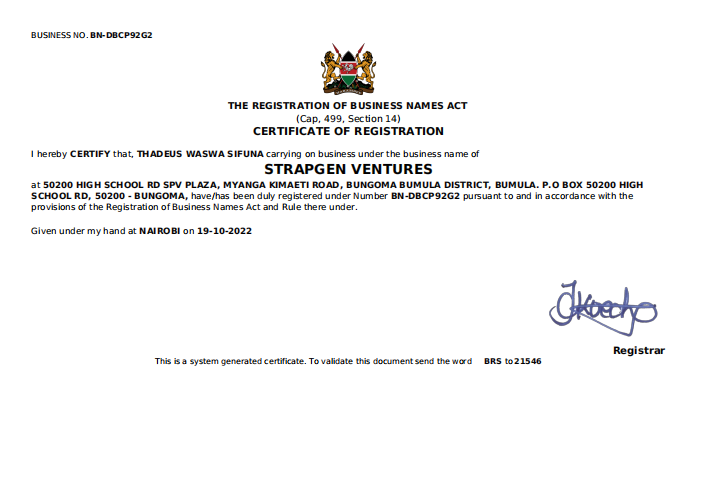 BUSINESS NO. BN-DBCP92G2
THE REGISTRATION OF BUSINESS NAMES ACT
(Cap, 499, Section 14)
CERTIFICATE OF REGISTRATION
I hereby CERTIFY that, THADEUS WASWA SIFUNA carrying on business under the business name of
STRAPGEN VENTURES
at 50200 HIGH SCHOOL RD SPV PLAZA, MYANGA KIMAETI ROAD, BUNGOMA BUMULA DISTRICT, BUMULA. P.O BOX 50200 HIGH
SCHOOL RD, 50200 - BUNGOMA, have/has been duly registered under Number BN-DBCP92G2 pursuant to and in accordance with the
provisions of the Registration of Business Names Act and Rule there under.
Given under my hand at NAIROBI on 19-10-2022
Registrar
This is a system generated certificate. To validate this document send the word BRS to 21546